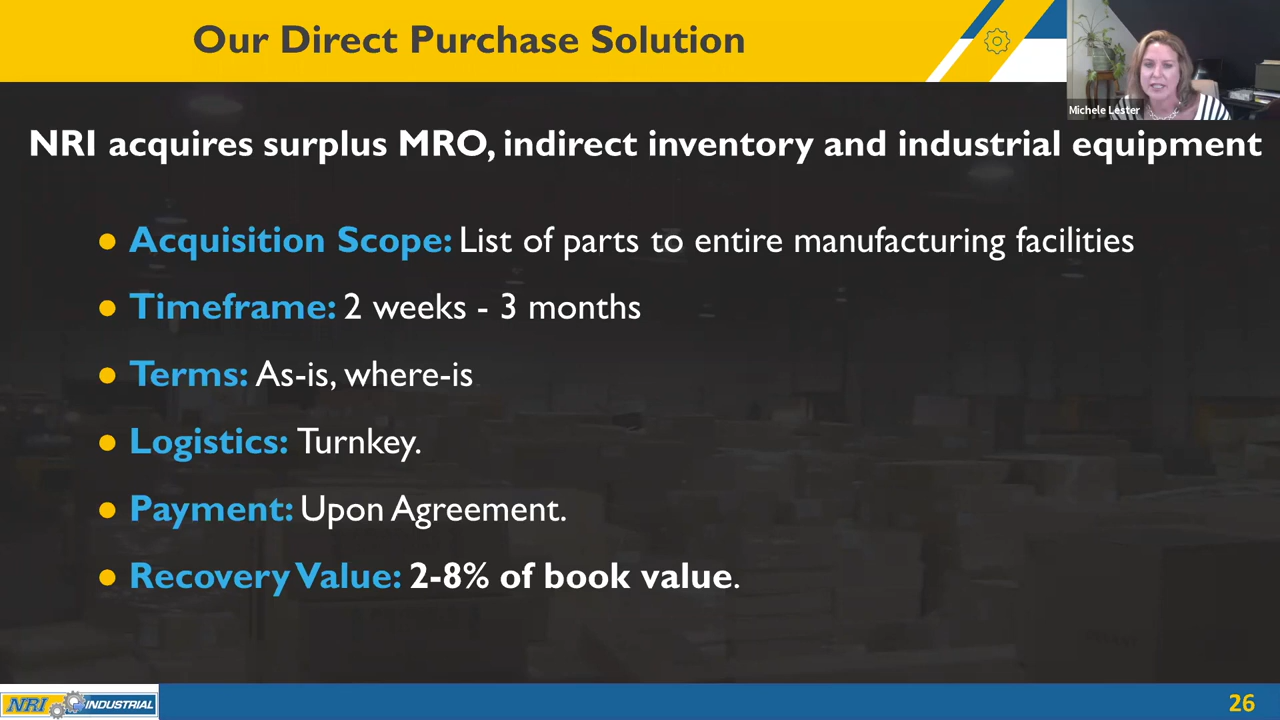 Our Direct Purchase Solution
Michele Lester
NRI acquires surplus MRO, indirect inventory and industrial equipment
● Acquisition Scope: List of parts to entire manufacturing facilities
● Timeframe: 2 weeks - 3 months
● Terms: As-is, where-is
● Logistics: Turnkey.
● Payment: Upon Agreement.
● Recovery Value: 2-8% of book value.
NRI INDUSTRIAL
26